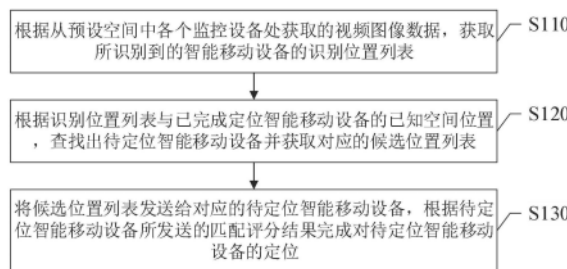 根据从预设空间中各个监控设备处获取的视频图像数据，获取
所识别到的智能移动设备的识别位置列表
S110
根据识别位置列表与已完成定位智能移动设备的已知空间位置
，查找出待定位智能移动设备并获取对应的候选位置列表
S120
将候选位置列表发送给对应的待定位智能移动设备，根据待定
位智能移动设备所发送的匹配评分结果完成对待定位智能移动
设备的定位
S130